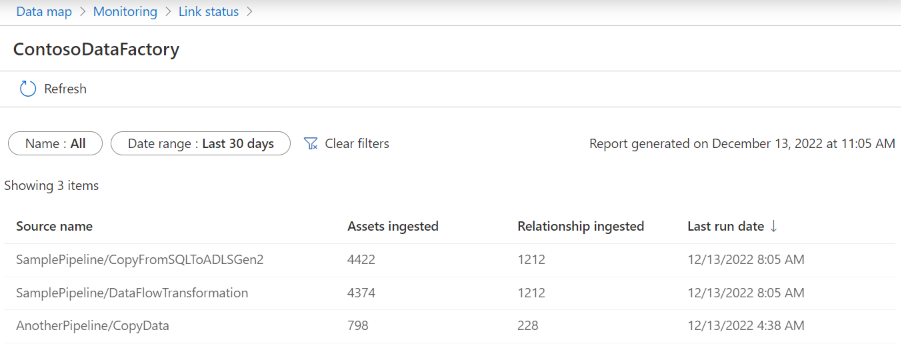 Data map > Monitoring > Link status >
ContosoDataFactory
Refresh
Name : All Date range : Last 30 days Clear filters Report generated on December 13, 2022 at 11:05 AM
Showing 3 items
Source name Assets ingested Relationship ingested Last run date ↓
SamplePipeline/CopyFromSQLToADLSGen2 4422 1212 12/13/2022 8:05 AM
SamplePipeline/DataFlowTransformation 4374 1212 12/13/2022 8:05 AM
AnotherPipeline/CopyData 798 228 12/13/2022 4:38 AM